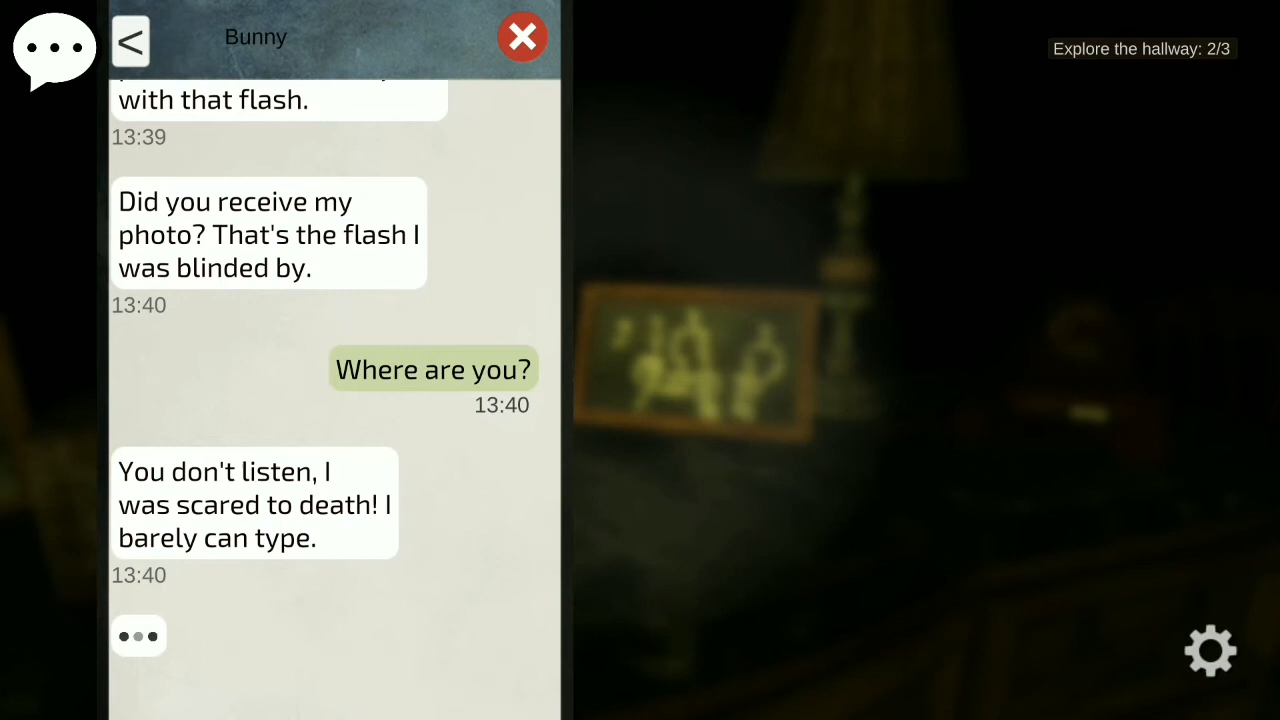 <
Bunny
Explore the hallway: 2/3
with that flash.
13:39
Did you receive my
photo? That's the flash I
was blinded by.
13:40
Where are you?
13:40
You don't listen, I
was scared to death! I
barely can type.
13:40